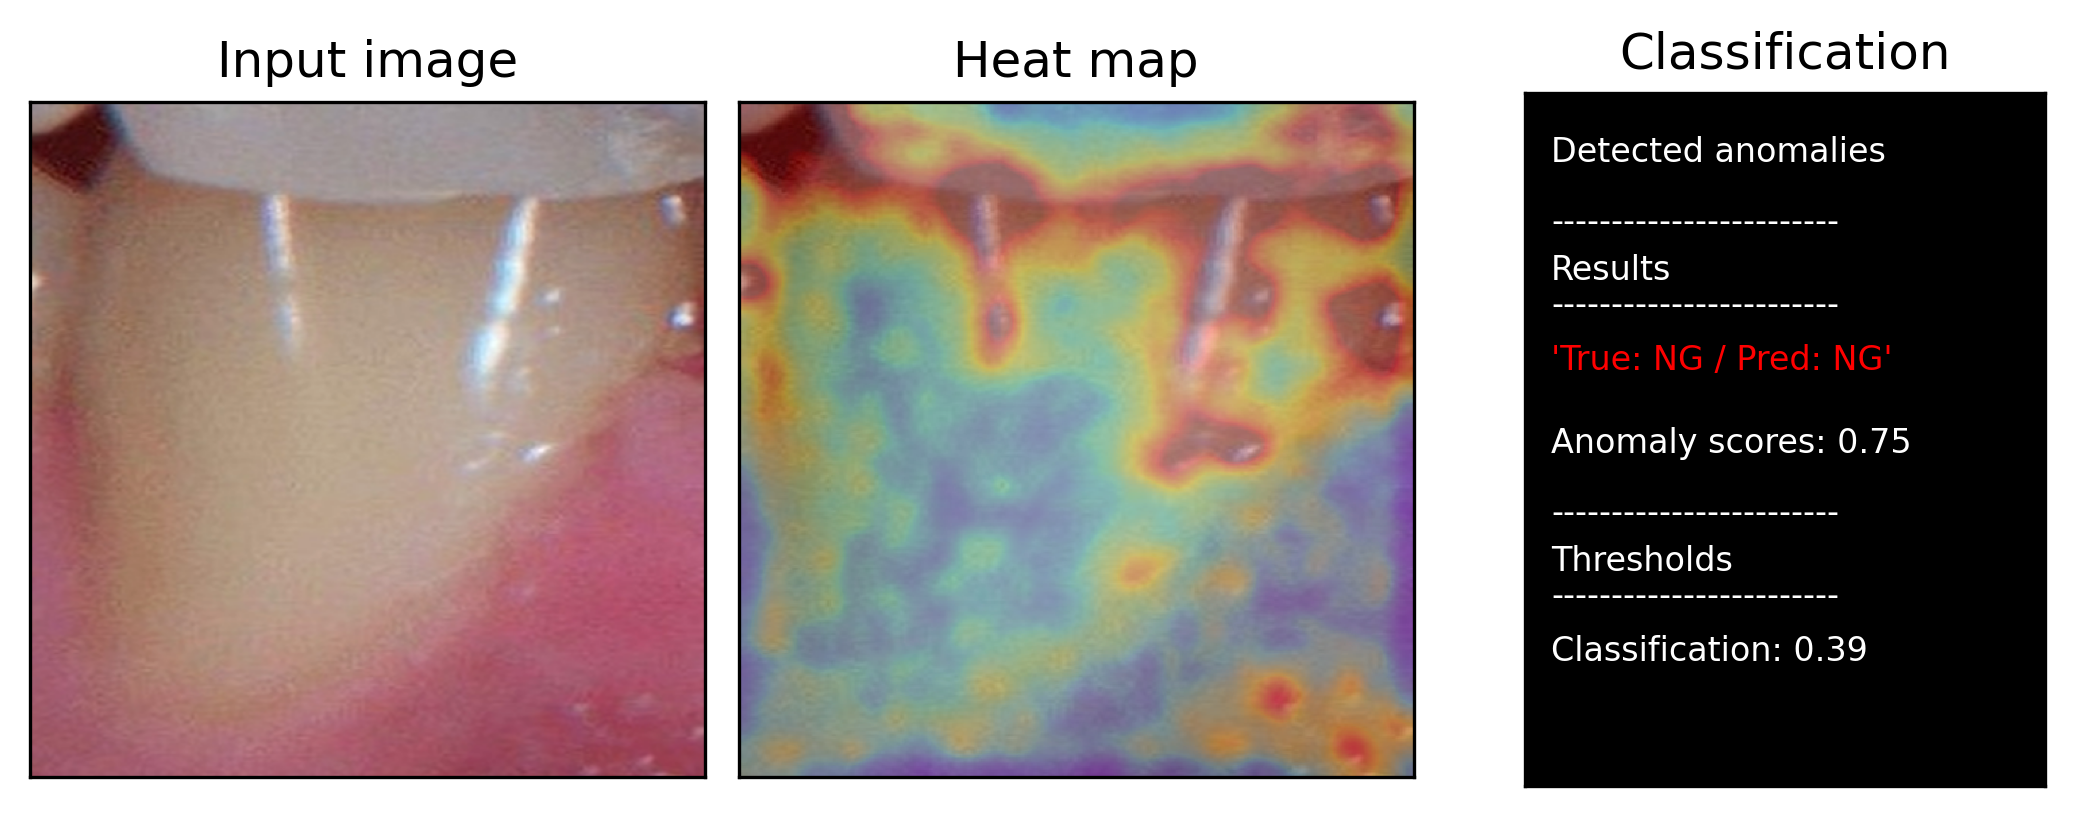 Input image
Heat map
Classification
Detected anomalies
------------------------
Results
------------------------
'True: NG / Pred: NG'
Anomaly scores: 0.75
------------------------
Thresholds
------------------------
Classification: 0.39